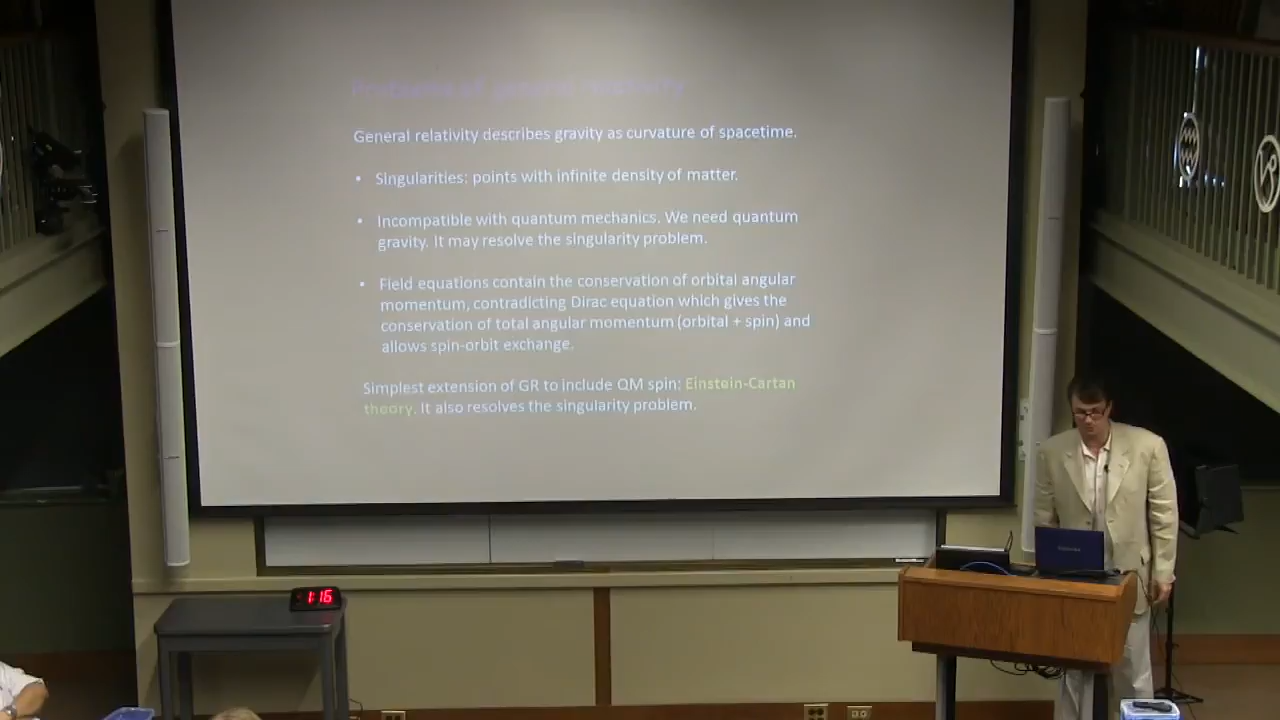 Problems of general relativity
General relativity describes gravity as curvature of spacetime.
• Singularities: points with infinite density of matter.
• Incompatible with quantum mechanics. We need quantum
gravity. It may resolve the singularity problem.
• Field equations contain the conservation of orbital angular
momentum, contradicting Dirac equation which gives the
conservation of total angular momentum (orbital + spin) and
allows spin-orbit exchange.
Simplest extension of GR to include QM spin: Einstein-Cartan
theory. It also resolves the singularity problem.
1:16